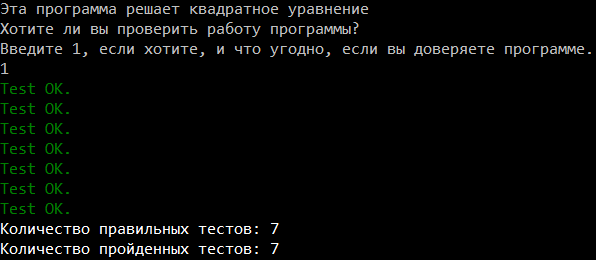 Эта программа решает квадратное уравнение
Хотите ли вы проверить работу программы?
Введите 1, если хотите, и что угодно, если вы доверяете программе.
1
Test OK.
Test OK.
Test OK.
Test OK.
Test OK.
Test OK.
Test OK.
Количество правильных тестов: 7
Количество пройденных тестов: 7